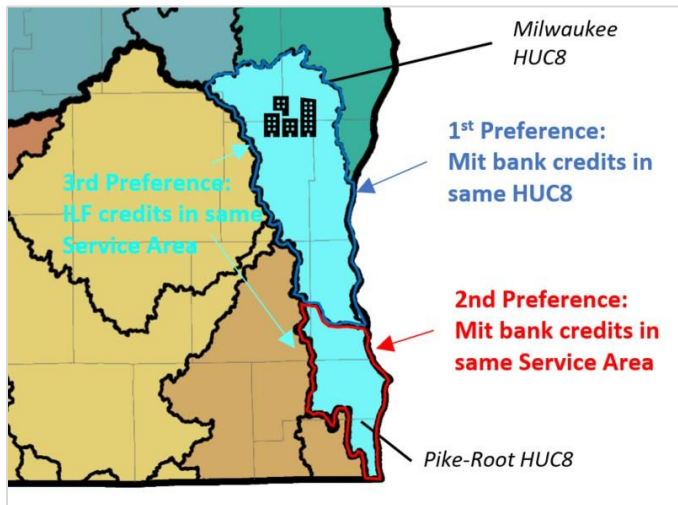 Milwaukee
HUC8
1st Preference:
Mit bank credits in
same HUC8
3rd Preference:
ILF credits in same
Service Area
2nd Preference:
Mit bank credits in
same Service Area
Pike-Root HUC8